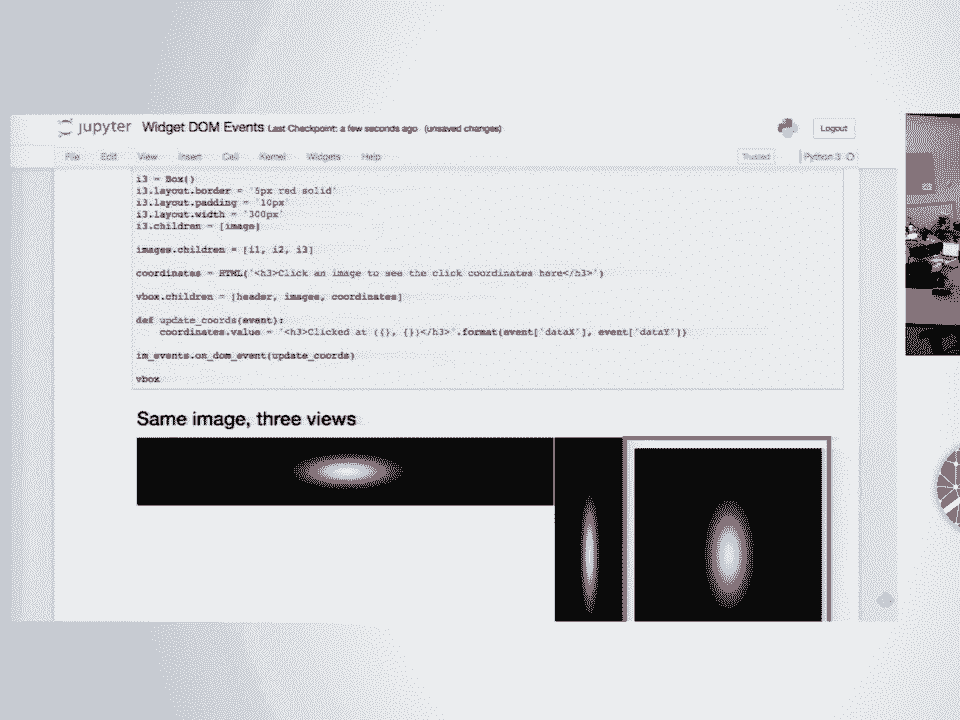 jupyter Widget DOM Events Last Checkpoint: a few seconds ago (unsaved changes) Logout
File Edit View Insert Cell Kernel Widgets Help Trusted Python 3
i3 = Box()
i3.layout.border = '5px red solid'
i3.layout.padding = '10px'
i3.layout.width = '300px'
i3.children = [image]
images.children = [i1, i2, i3]
coordinates = HTML('<h3>Click an image to see the click coordinates here</h3>')
vbox.children = [header, images, coordinates]
def update_coords(event):
    coordinates.value = '<h3>Clicked at ({}, {})</h3>'.format(event['dataX'], event['dataY'])
im_events.on_dom_event(update_coords)
vbox
Same image, three views